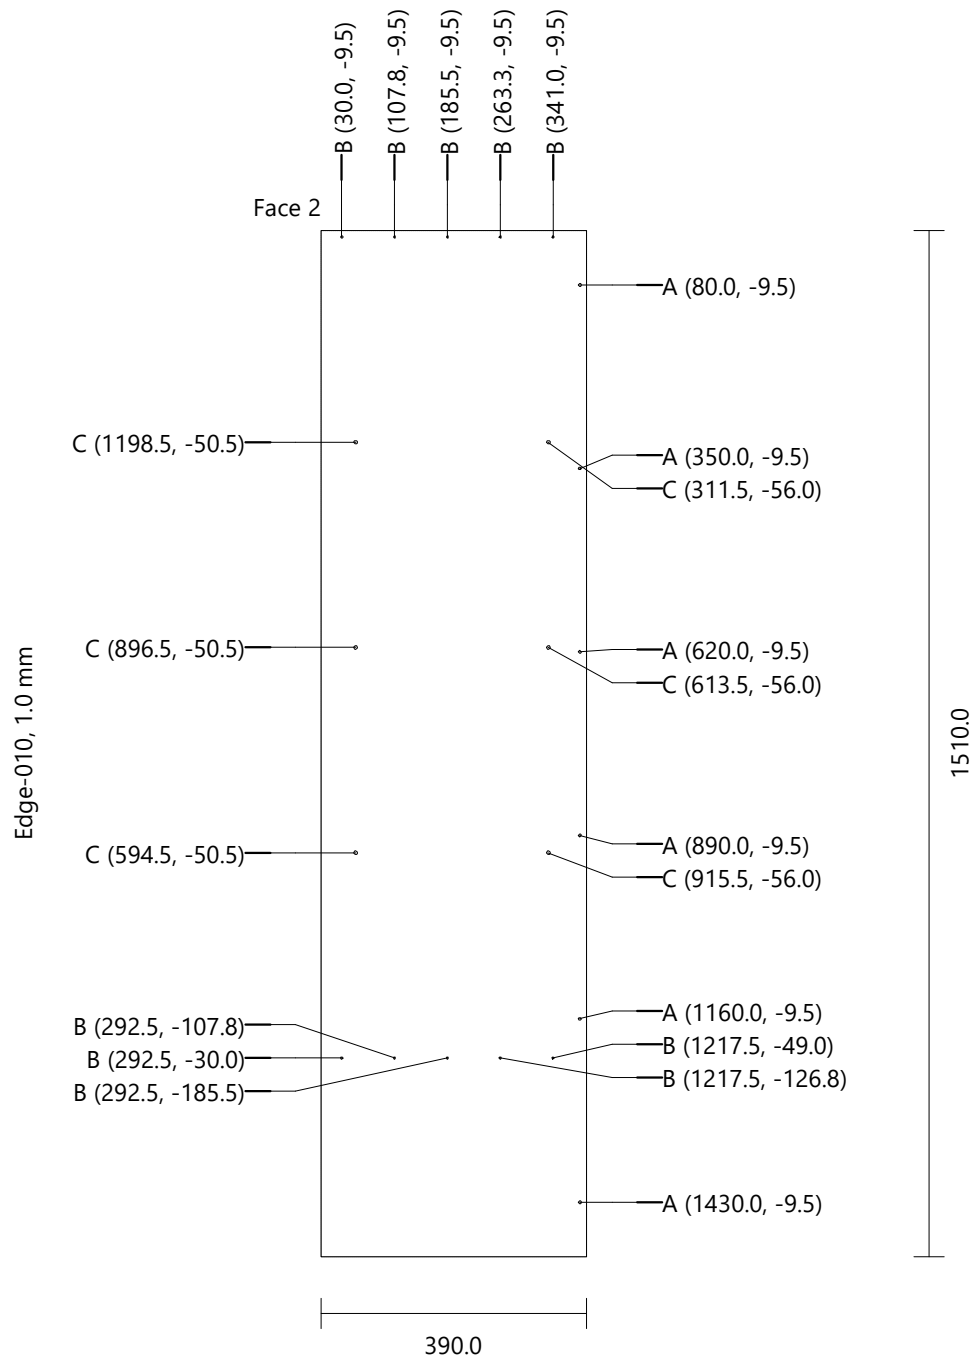 B (30.0, -9.5)
B (107.8, -9.5)
B (185.5, -9.5)
B (263.3, -9.5)
B (341.0, -9.5)
Face 2
A (80.0, -9.5)
C (1198.5, -50.5)
A (350.0, -9.5)
C (311.5, -56.0)
C (896.5, -50.5)
A (620.0, -9.5)
C (613.5, -56.0)
Edge-010, 1.0 mm
1510.0
C (594.5, -50.5)
A (890.0, -9.5)
C (915.5, -56.0)
B (292.5, -107.8)
B (292.5, -30.0)
B (292.5, -185.5)
A (1160.0, -9.5)
B (1217.5, -49.0)
B (1217.5, -126.8)
A (1430.0, -9.5)
390.0